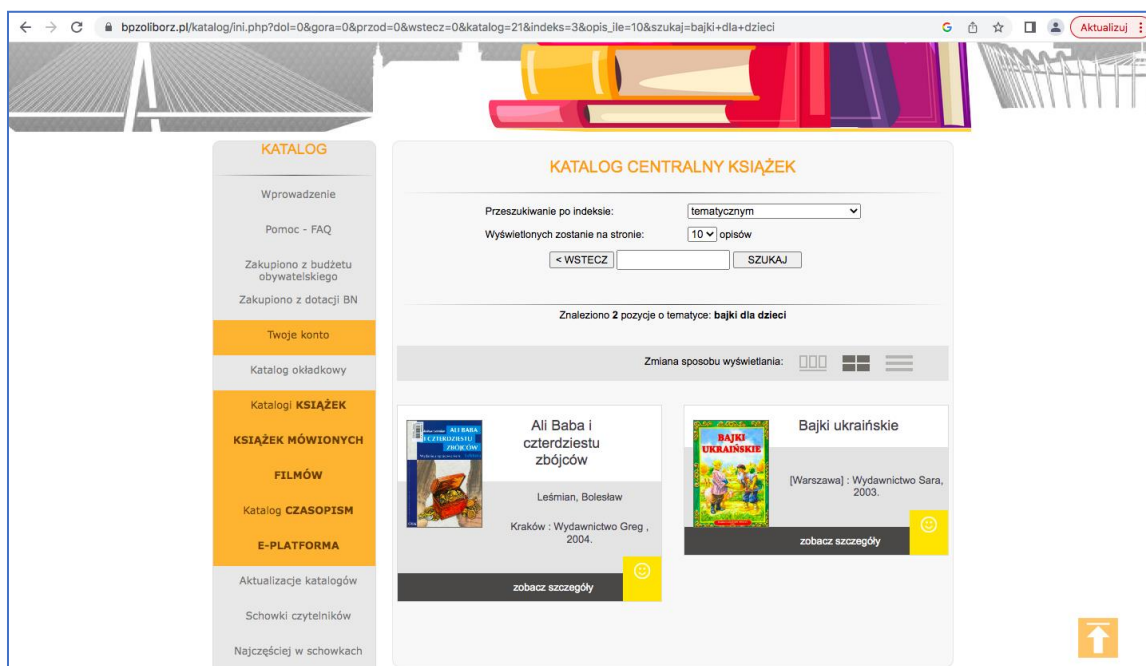 bpzoliborz.pl/katalog/ini.php?dol=0&gora=0&przod=0&wstecz=0&katalog=21&indeks=3&opis_ile=10&szukaj=bajki+dla+dzieci
Aktualizuj
KATALOG
Wprowadzenie
Pomoc - FAQ
Zakupiono z budżetu
obywatelskiego
Zakupiono z dotacji BN
Twoje konto
Katalog okładkowy
Katalogi KSIĄŻEK
KSIĄŻEK MÓWIONYCH
FILMÓW
Katalog CZASOPISM
E-PLATFORMA
Aktualizacje katalogów
Schowki czytelników
Najczęściej w schowkach
KATALOG CENTRALNY KSIĄŻEK
Przeszukiwanie po indeksie: tematycznym
Wyświetlonych zostanie na stronie: 10 opisów
< WSTECZ SZUKAJ
Znaleziono 2 pozycje o tematyce: bajki dla dzieci
Zmiana sposobu wyświetlania:
ALI BABA
I CZTERDZIESTU
ZBÓJCÓW
Ali Baba i
czterdziestu
zbójców
Leśmian, Bolesław
Kraków : Wydawnictwo Greg ,
2004.
zobacz szczegóły
BAJKI
UKRAIŃSKIE
Bajki ukraińskie
[Warszawa] : Wydawnictwo Sara,
2003.
zobacz szczegóły